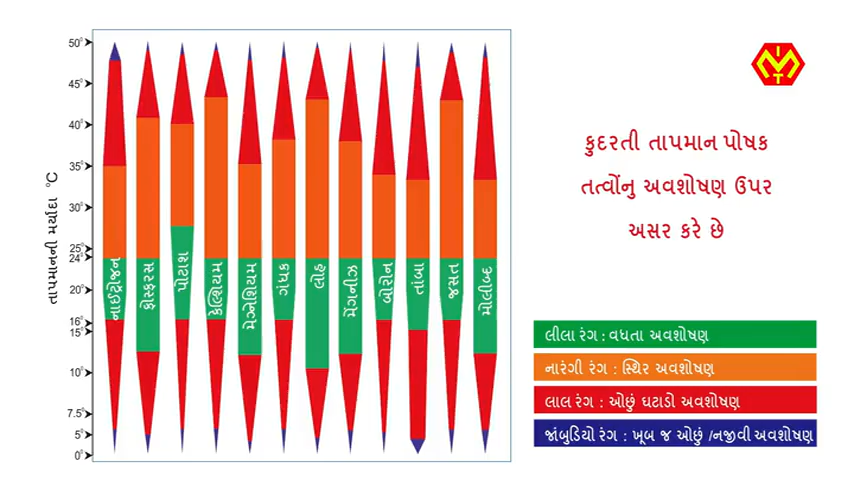 કુદરતી તાપમાન પોષક
તત્વોંનુ અવશોષણ ઉપર
અસર કરે છે
તાપમાનની મર્યાદા °C
50°
45°
40°
35°
30°
25°
24°
20°
16°
15°
10°
7.5°
5°
0°
નાઈટ્રોજન
ફોસ્ફરસ
પોટાશ
કેલ્શિયમ
મેગ્નેશિયમ
ગંધક
લોહ
મેંગનીઝ
બોરોન
તાંબા
જસત
મોલીબ્દ
લીલા રંગ : વધતા અવશોષણ
નારંગી રંગ : સ્થિર અવશોષણ
લાલ રંગ : ઓછું ઘટાડો અવશોષણ
જાંબુડિયો રંગ : ખૂબ જ ઓછું /નજીવી અવશોષણ